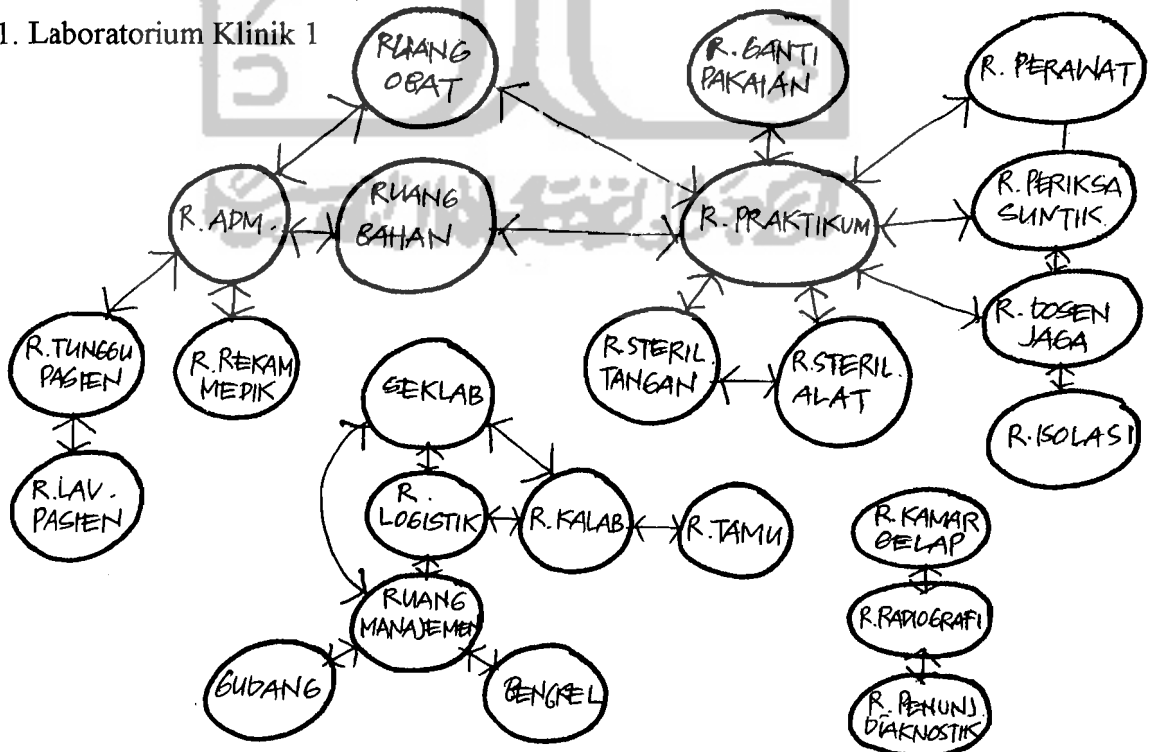 1. Laboratorium Klinik 1
RUANG
OBAT
R. GANTI
PAKAIAN
R. PERAWAT
R. ADM.
RUANG
BAHAN
R. PRAKTIKUM
R. PERIKSA
SUNTIK.
R. DOSEN
JAGA
R. TUNGGU
PASIEN
R. REKAM
MEDIK
SEKLAB
R.STERIL.
TANGAN
R.STERIL.
ALAT
R. ISOLASI
R. LAV.
PASIEN
R.
LOGISTIK
R. KALAB
R. TAMU
R. KAMAR
GELAP
RUANG
MANAJEMEN
R. RADIOGRAFI
GUDANG
BENGKEL
R. PENUNJ.
DIAKNOSTIK